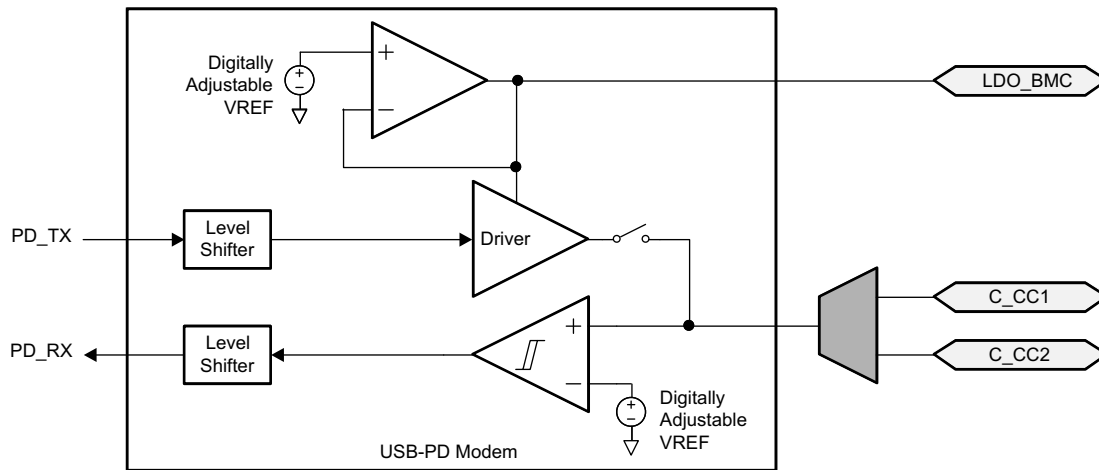 Digitally
Adjustable
VREF
+
−
+
−
LDO_BMC
PD_TX
Level
Shifter
Driver
C_CC1
PD_RX
Level
Shifter
+
−
+
−
C_CC2
Digitally
Adjustable
VREF
USB-PD Modem